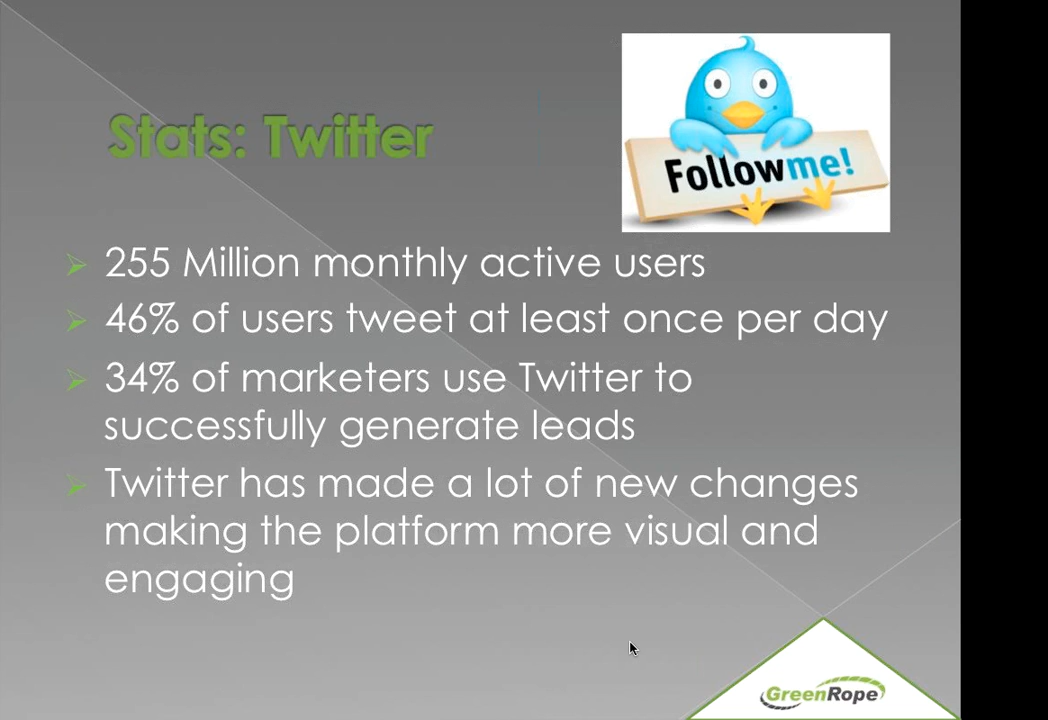 Follow me!
Stats: Twitter
255 Million monthly active users
46% of users tweet at least once per day
34% of marketers use Twitter to
successfully generate leads
Twitter has made a lot of new changes
making the platform more visual and
engaging
GreenRope